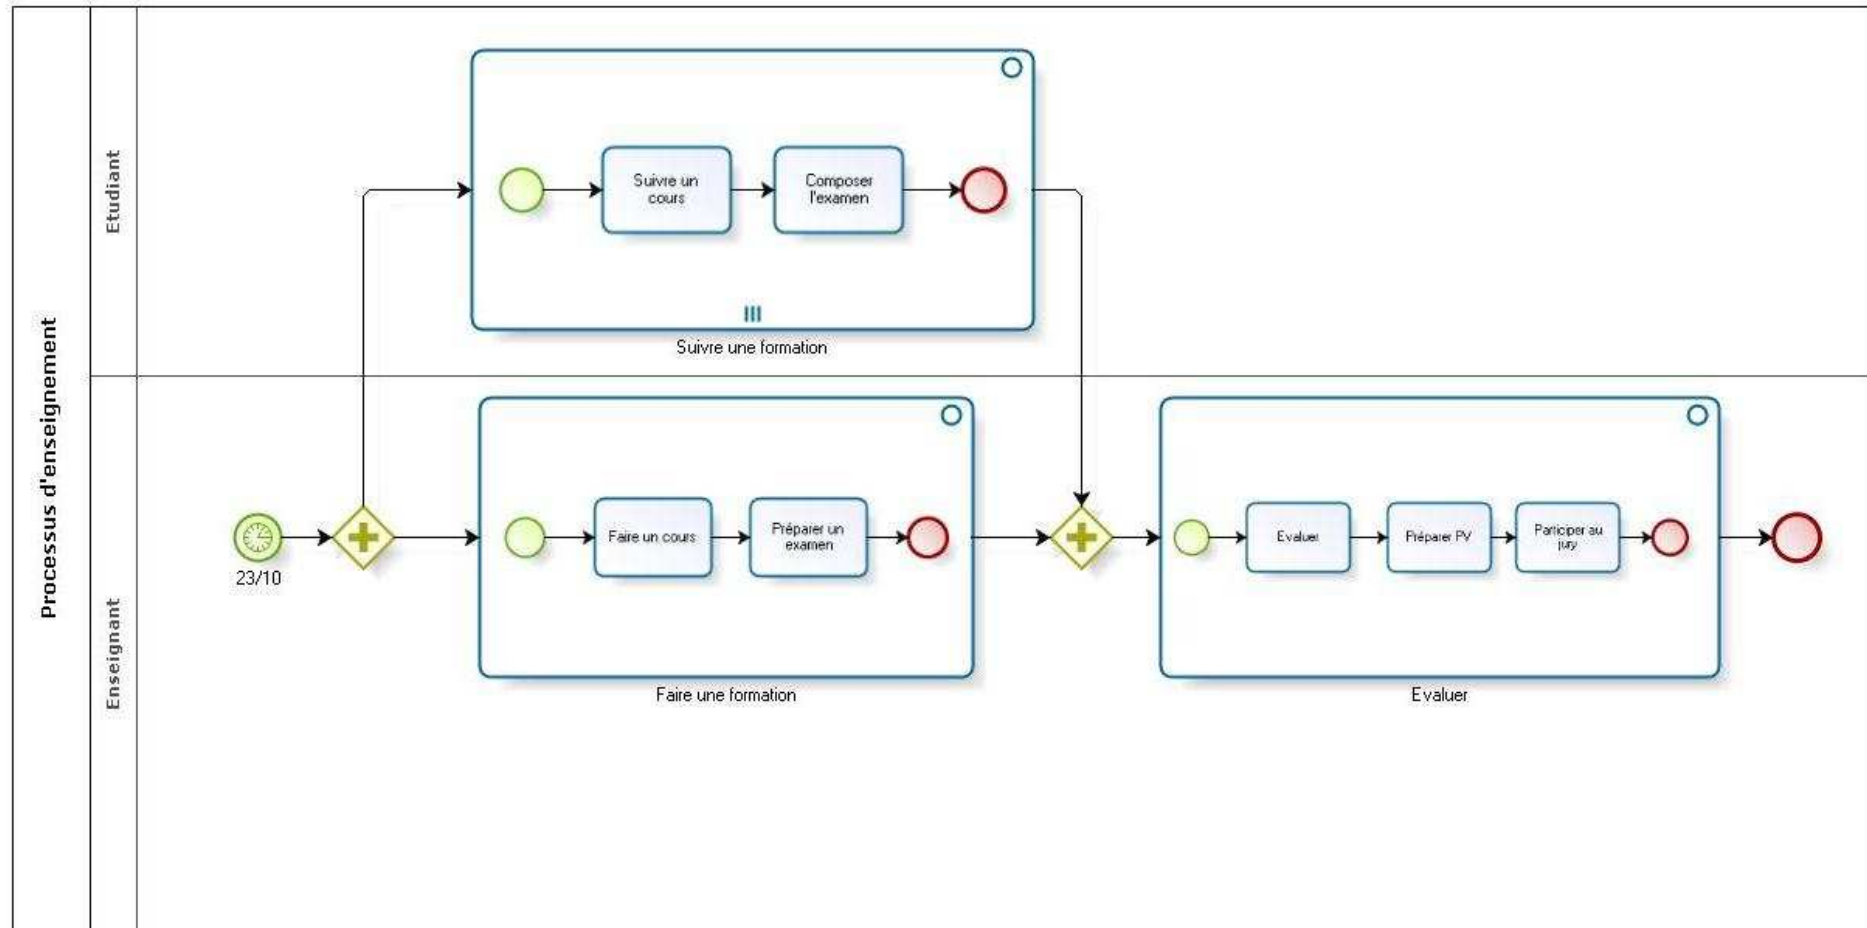 Processus d'enseignement
Etudiant
Suivre un
cours
Composer
l'examen
Suivre une formation
Enseignant
23/10
Faire un cours
Préparer un
examen
Faire une formation
Evaluer
Préparer PV
Participer au
jury
Evaluer